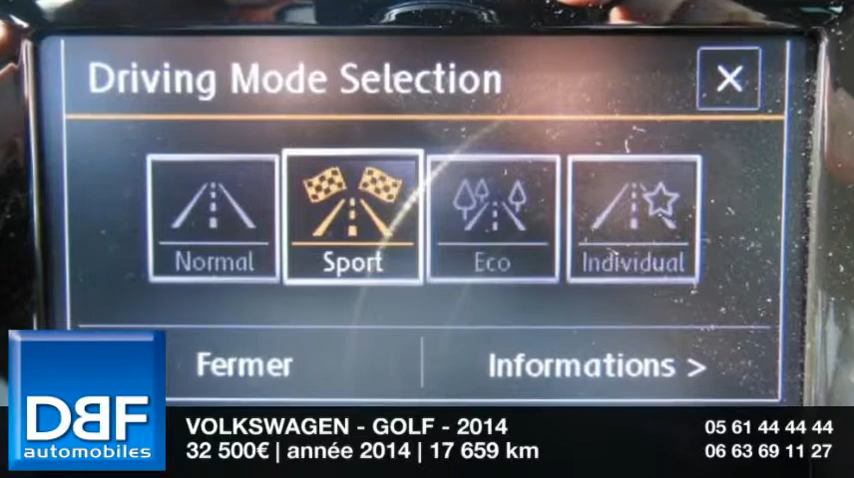 Driving Mode Selection
X
Normal
Sport
Eco
Individual
Fermer
Informations >
DBF
automobiles
VOLKSWAGEN - GOLF - 2014
32 500€ | année 2014 | 17 659 km
05 61 44 44 44
06 63 69 11 27